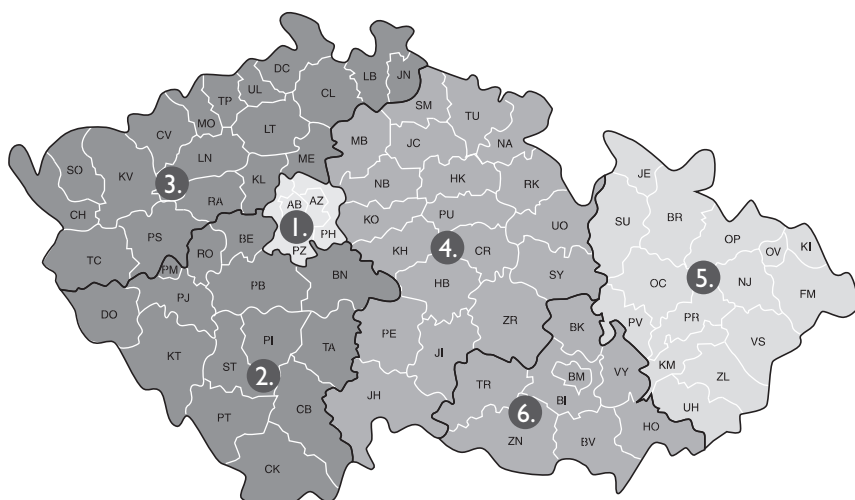 DC
LB
JN
UL
CL
TP
SM
TU
CV
MO
LT
MB
JC
NA
LN
ME
SO
KV
3.
KL
NB
HK
RK
JE
RA
AB
AZ
CH
KO
PU
SU
BR
PS
BE
1.
PH
UO
OP
RO
PZ
KH
4.
CR
OV
KI
TC
PM
BN
SY
5.
PJ
PB
HB
OC
NJ
FM
DO
ZR
PV
PR
BK
PI
TA
PE
VS
KT
JI
KM
ST
2.
TR
BM
VY
ZL
BI
JH
6.
UH
PT
CB
ZN
BV
HO
CK